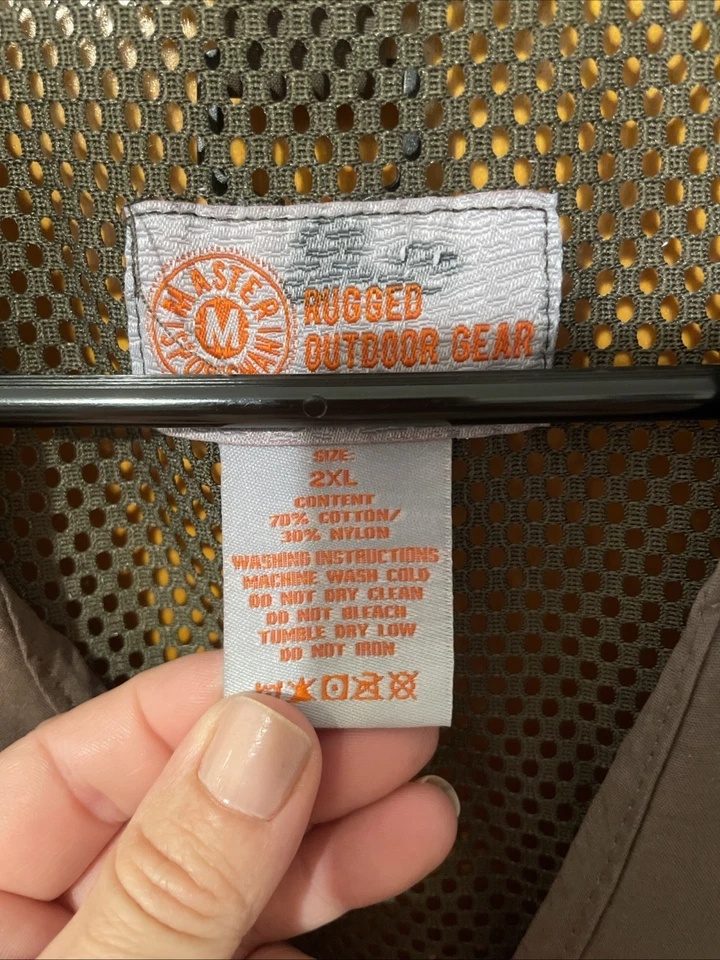 MASTER
M
RUGGED
OUTDOOR GEAR
SIZE:
2XL
CONTENT
70% COTTON/
30% NYLON
WASHING INSTRUCTIONS
MACHINE WASH COLD
DO NOT DRY CLEAN
DO NOT BLEACH
TUMBLE DRY LOW
DO NOT IRON